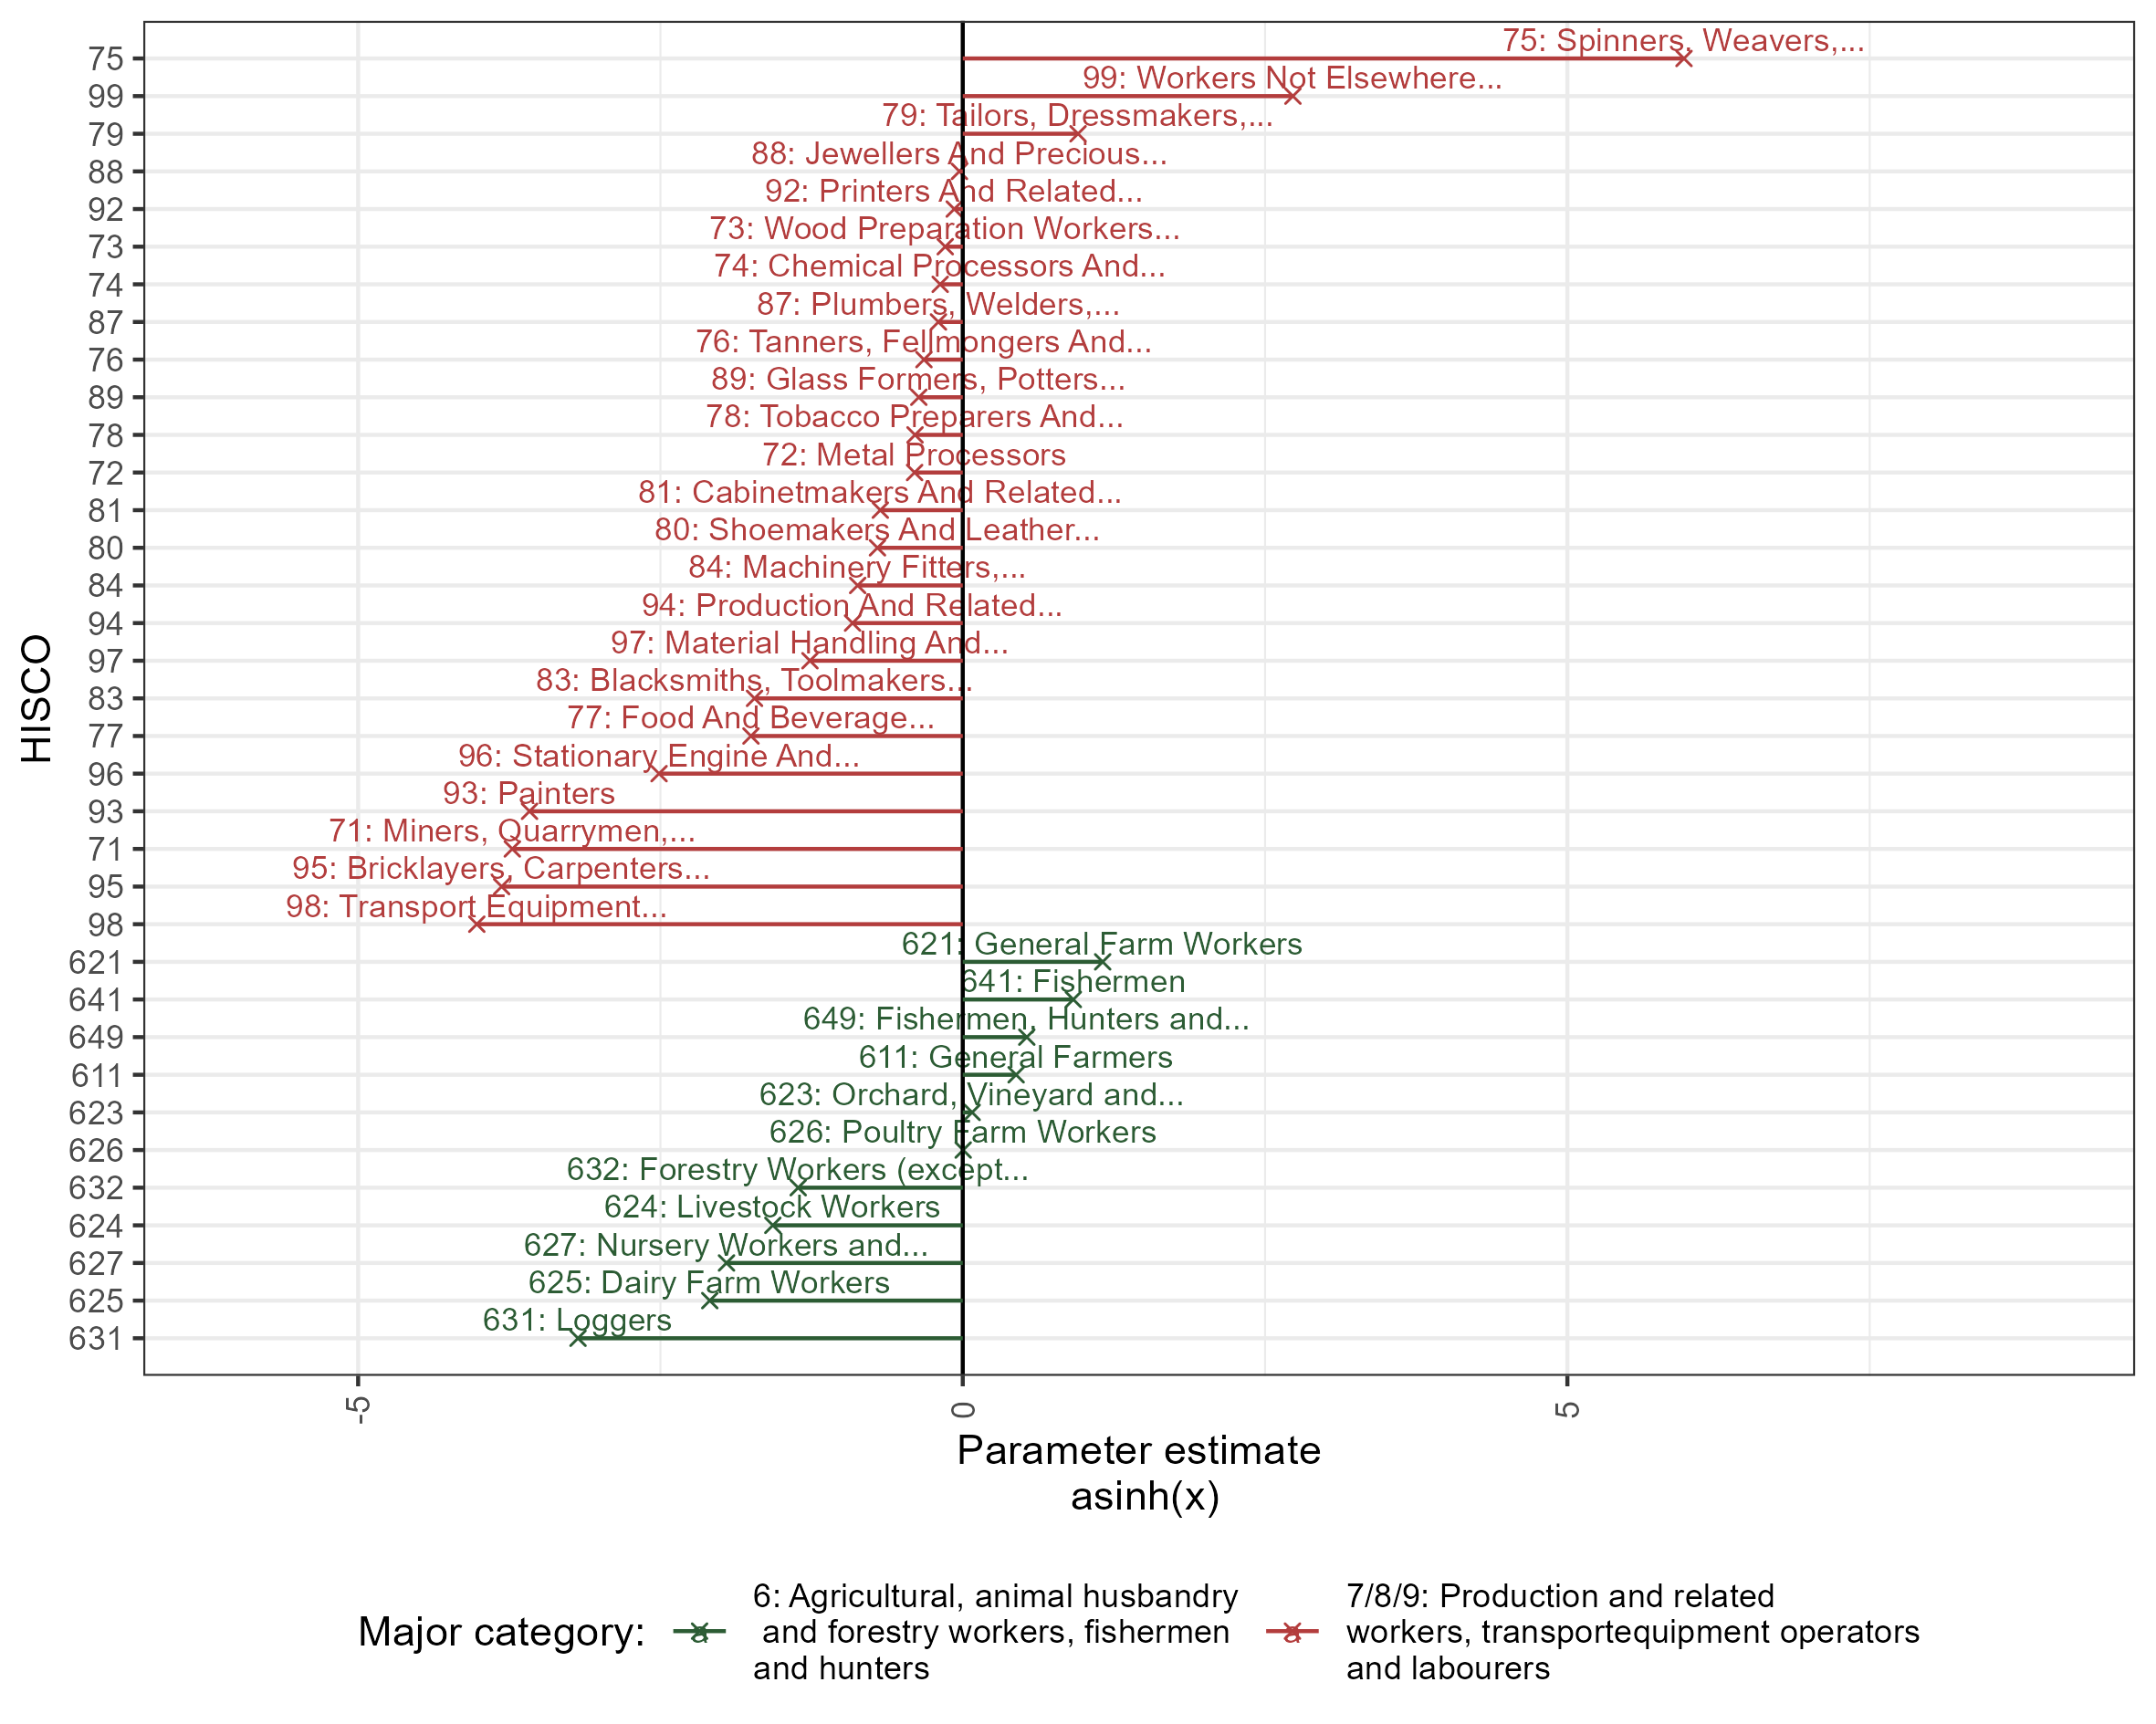 75
75: Spinners, Weavers,...
99
99: Workers Not Elsewhere...
79
79: Tailors, Dressmakers,...
88
88: Jewellers And Precious...
92
92: Printers And Related...
73
73: Wood Preparation Workers...
74
74: Chemical Processors And...
87
87: Plumbers, Welders,...
76
76: Tanners, Fellmongers And...
89
89: Glass Formers, Potters...
78
78: Tobacco Preparers And...
72
72: Metal Processors
81
81: Cabinetmakers And Related...
80
80: Shoemakers And Leather...
84
84: Machinery Fitters,...
94
94: Production And Related...
97
97: Material Handling And...
83
83: Blacksmiths, Toolmakers...
77
77: Food And Beverage...
96
96: Stationary Engine And...
93
93: Painters
71
71: Miners, Quarrymen,...
95
95: Bricklayers, Carpenters...
98
98: Transport Equipment...
621
621: General Farm Workers
641
641: Fishermen
649
649: Fishermen, Hunters and...
611
611: General Farmers
623
623: Orchard, Vineyard and...
626
626: Poultry Farm Workers
632
632: Forestry Workers (except...
624
624: Livestock Workers
627
627: Nursery Workers and...
625
625: Dairy Farm Workers
631
631: Loggers
HISCO
-5
0
5
Parameter estimate
asinh(x)
Major category:
a
6: Agricultural, animal husbandry
and forestry workers, fishermen
and hunters
a
7/8/9: Production and related
workers, transportequipment operators
and labourers